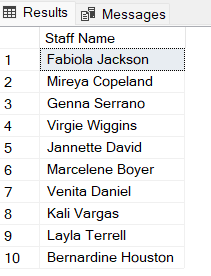 Results Messages
Staff Name
1 Fabiola Jackson
2 Mireya Copeland
3 Genna Serrano
4 Virgie Wiggins
5 Jannette David
6 Marcelene Boyer
7 Venita Daniel
8 Kali Vargas
9 Layla Terrell
10 Bernardine Houston